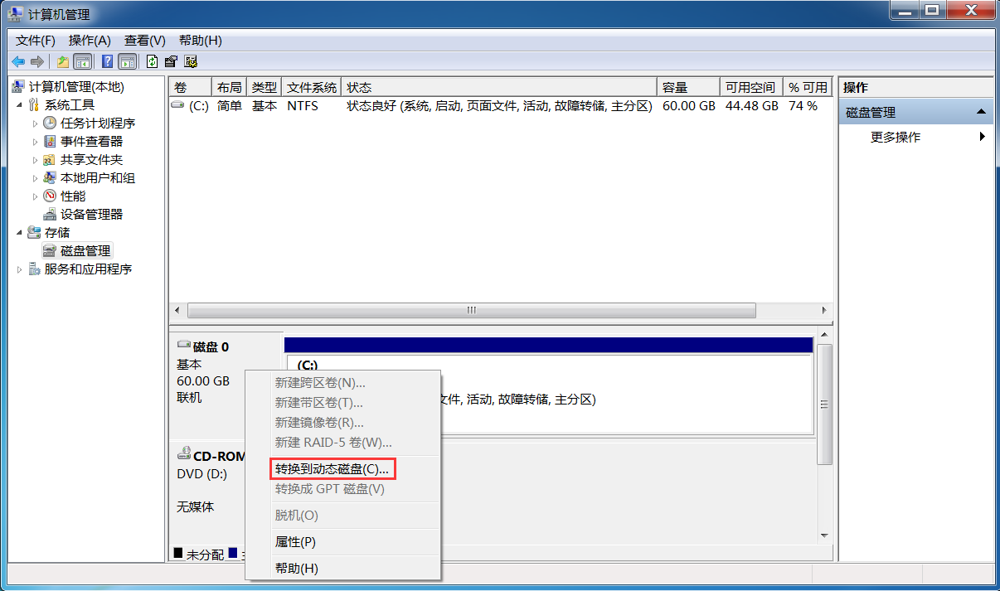 计算机管理
文件(F) 操作(A) 查看(V) 帮助(H)
计算机管理(本地)
系统工具
任务计划程序
事件查看器
共享文件夹
本地用户和组
性能
设备管理器
存储
磁盘管理
服务和应用程序
卷 布局 类型 文件系统 状态 容量 可用空间 % 可用
(C:) 简单 基本 NTFS 状态良好 (系统, 启动, 页面文件, 活动, 故障转储, 主分区) 60.00 GB 44.48 GB 74 %
操作
磁盘管理
更多操作
磁盘 0
基本
60.00 GB
联机
(C:)
文件, 活动, 故障转储, 主分区)
CD-ROM
DVD (D:)
无媒体
未分配
新建跨区卷(N)...
新建带区卷(T)...
新建镜像卷(R)...
新建 RAID-5 卷(W)...
转换到动态磁盘(C)...
转换成 GPT 磁盘(V)
脱机(O)
属性(P)
帮助(H)